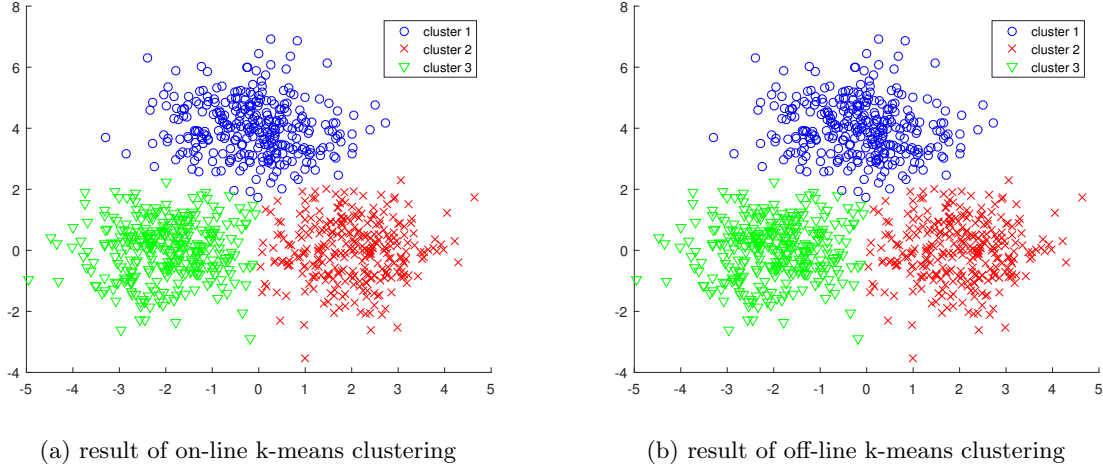 8
6
4
2
0
-2
-4
-5 -4 -3 -2 -1 0 1 2 3 4 5
cluster 1
cluster 2
cluster 3
(a) result of on-line k-means clustering
8
6
4
2
0
-2
-4
-5 -4 -3 -2 -1 0 1 2 3 4 5
cluster 1
cluster 2
cluster 3
(b) result of off-line k-means clustering